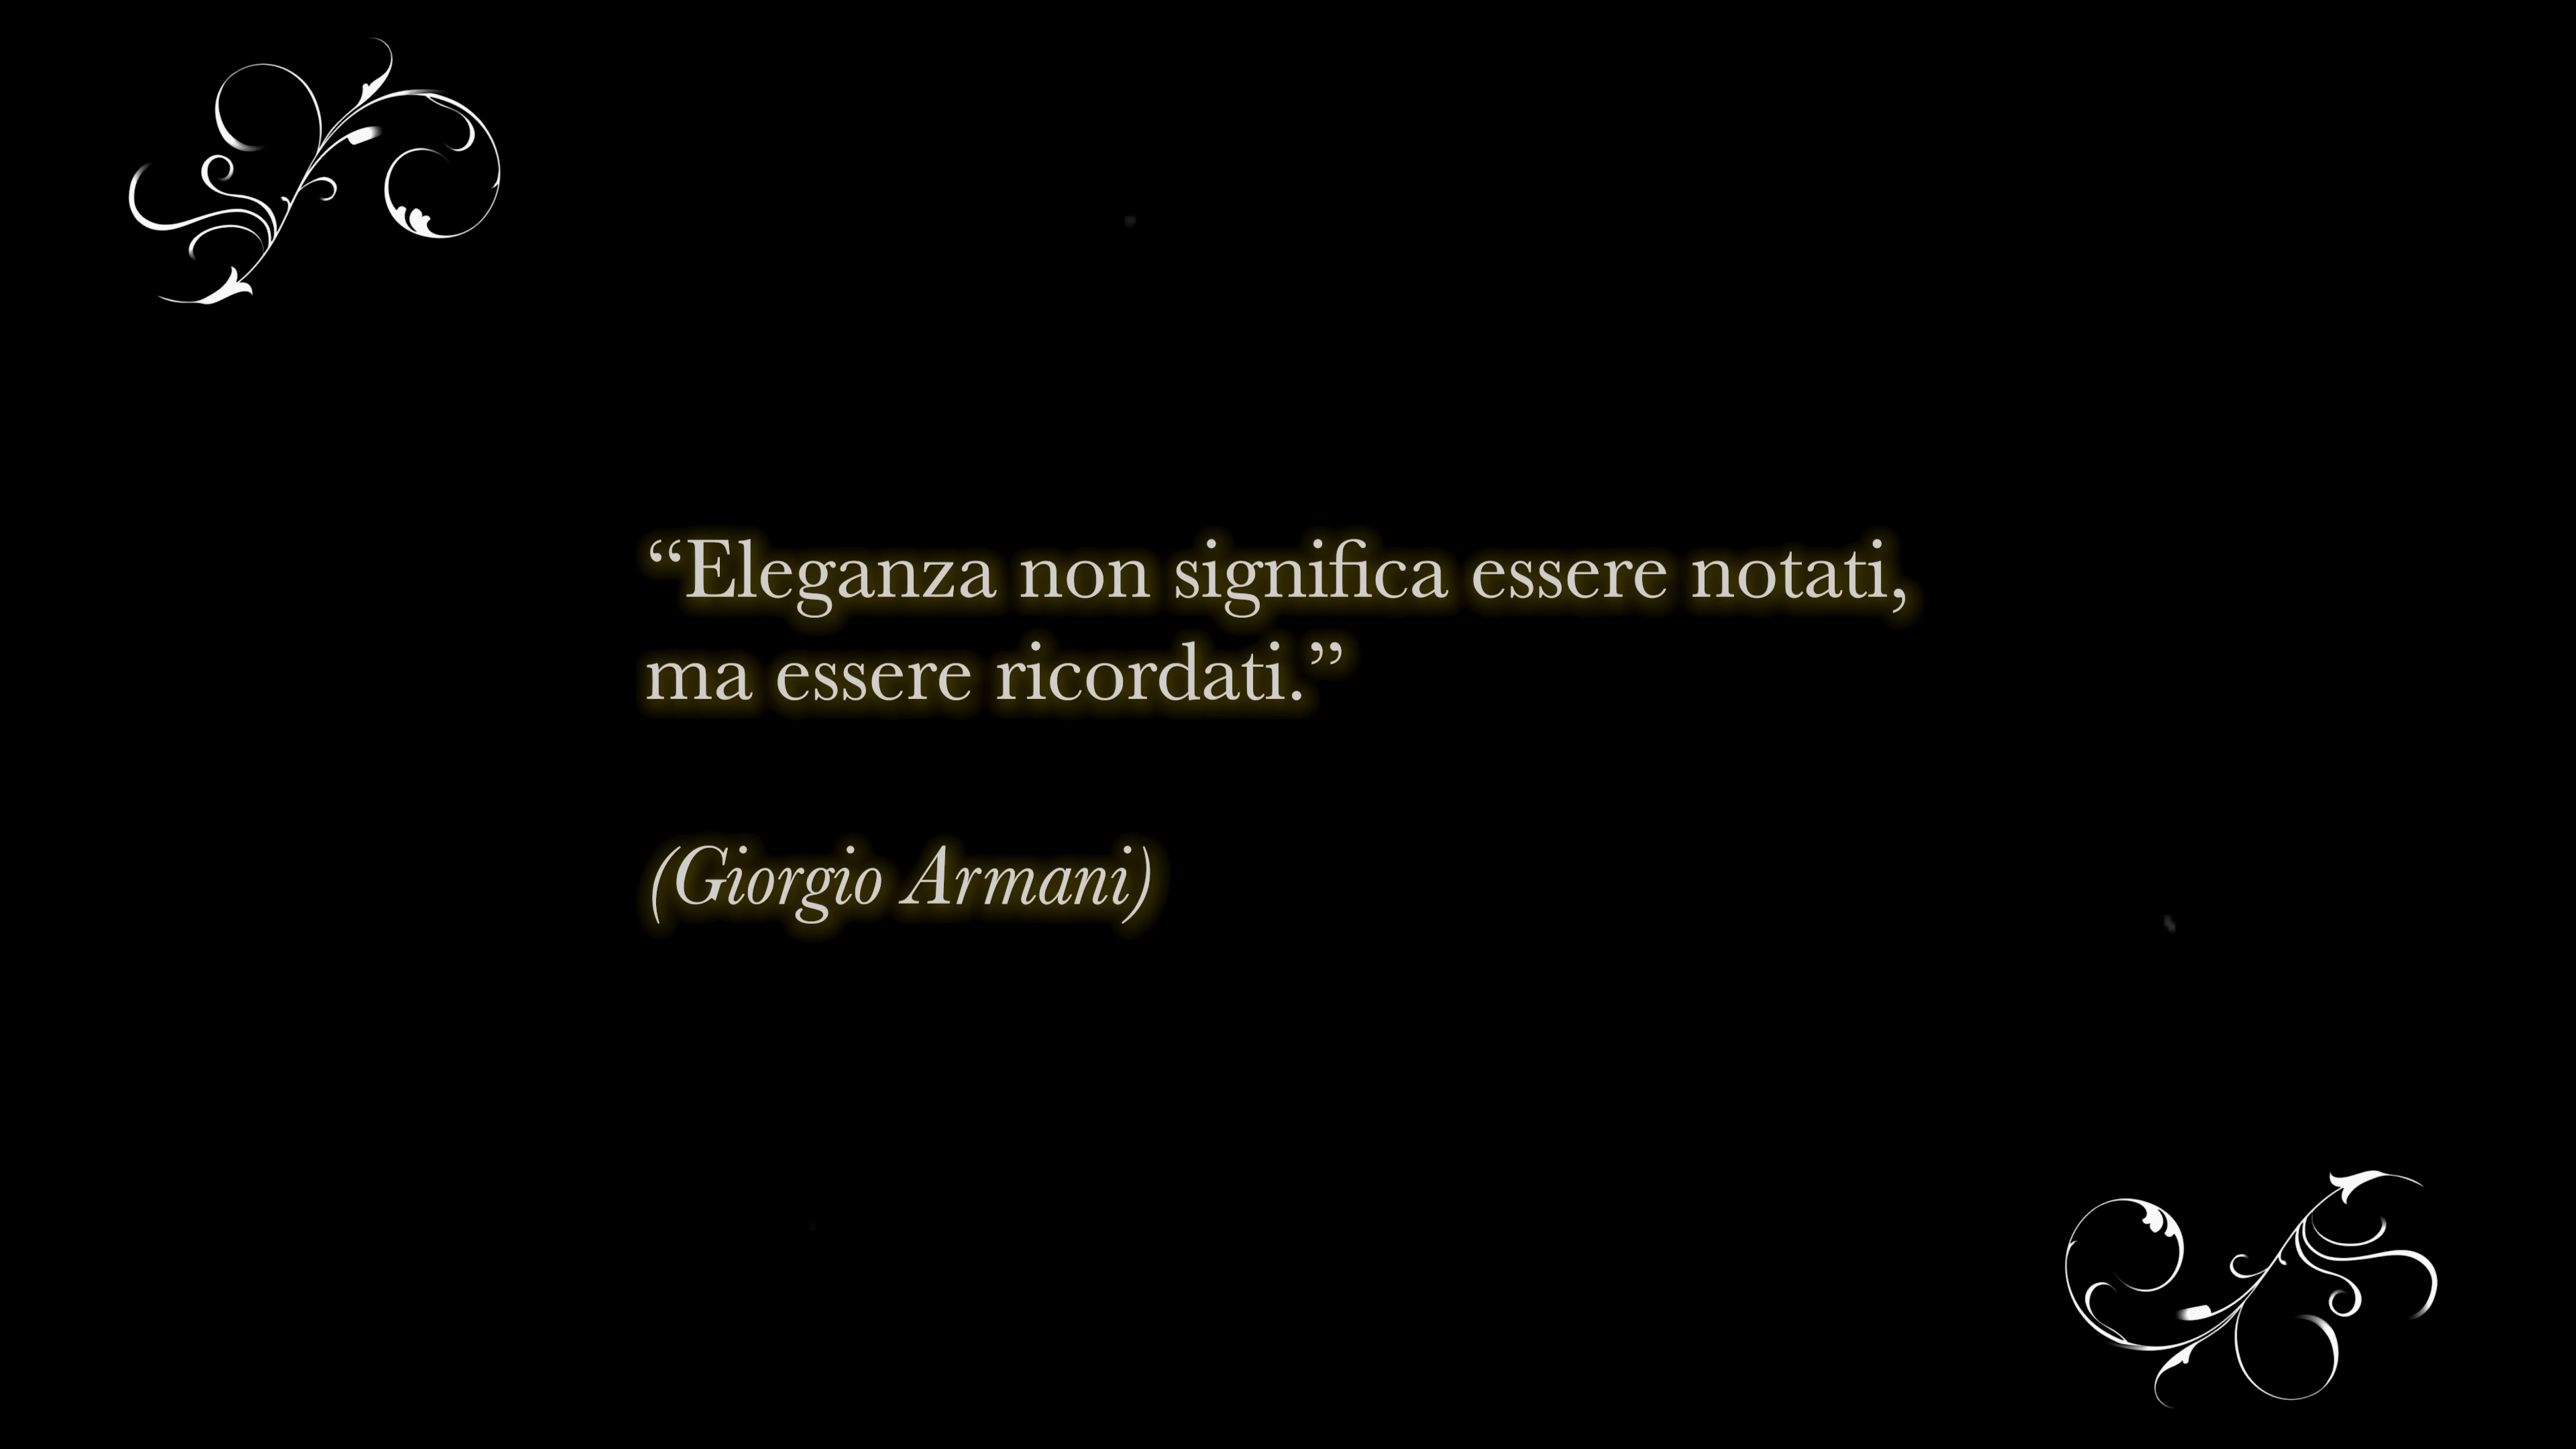 “Eleganza non significa essere notati,
ma essere ricordati.”
(Giorgio Armani)